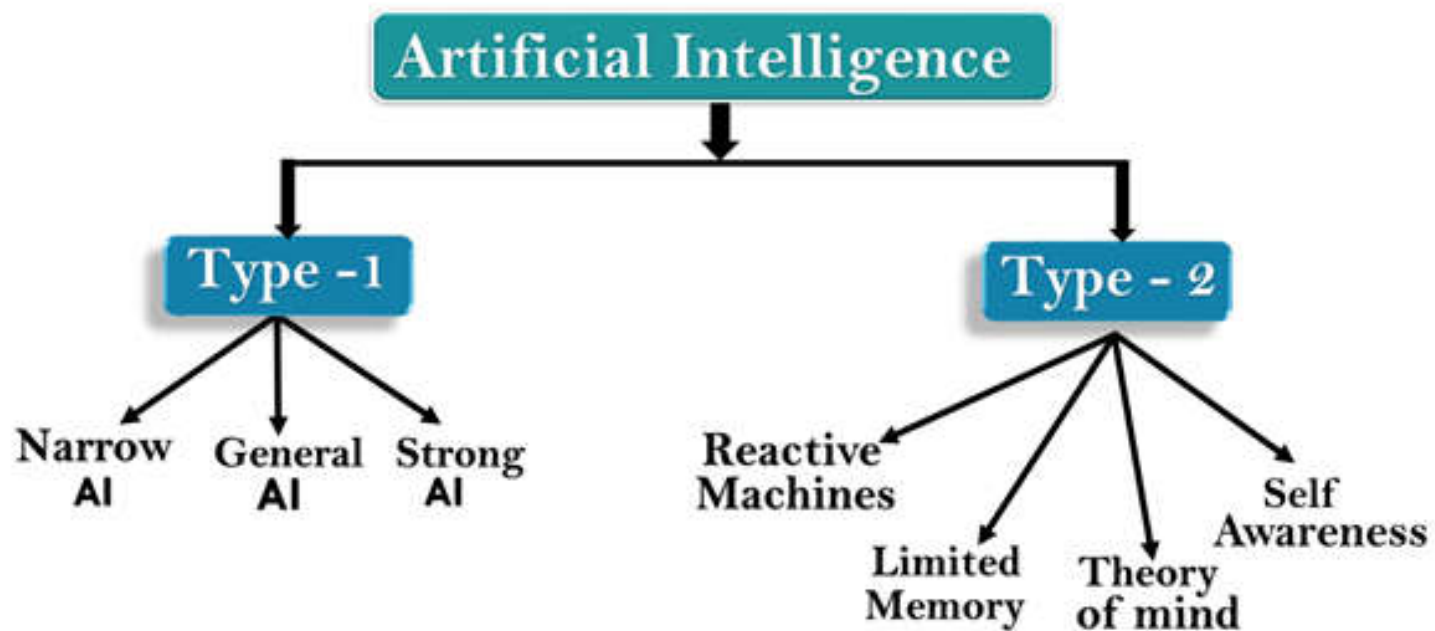 Artificial Intelligence
Type -1
Type - 2
Narrow
AI
General
AI
Strong
AI
Reactive
Machines
Limited
Memory
Theory
of mind
Self
Awareness